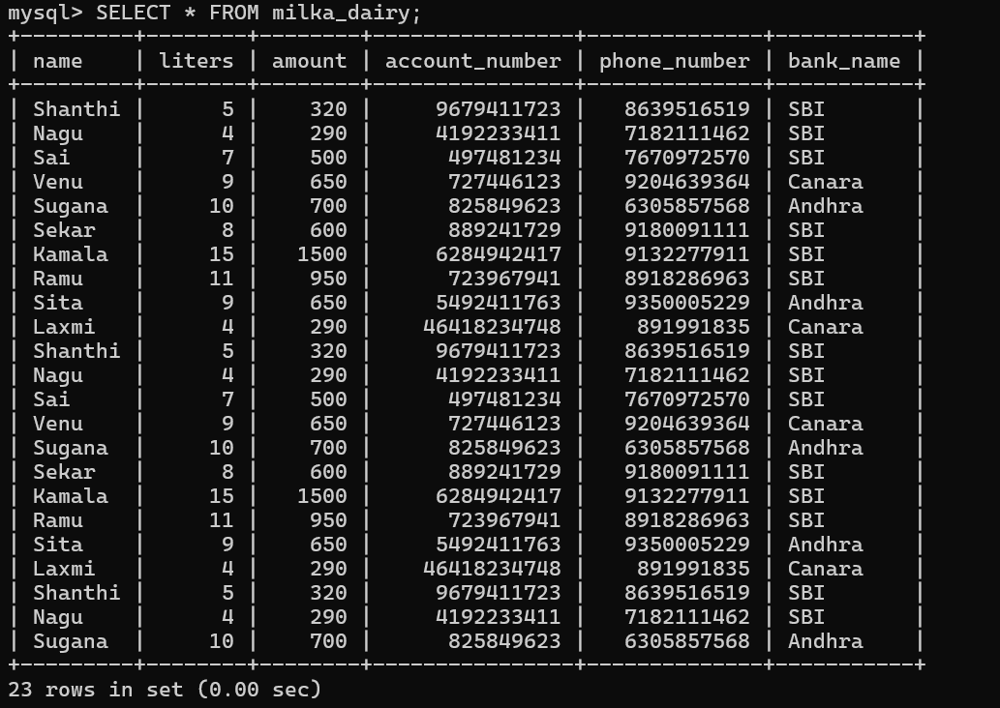 mysql> SELECT * FROM milka_dairy;
+---------+--------+--------+----------------+--------------+-----------+
| name    | liters | amount | account_number | phone_number | bank_name |
+---------+--------+--------+----------------+--------------+-----------+
| Shanthi |      5 |    320 |     9679411723 |   8639516519 | SBI       |
| Nagu    |      4 |    290 |     4192233411 |   7182111462 | SBI       |
| Sai     |      7 |    500 |      497481234 |   7670972570 | SBI       |
| Venu    |      9 |    650 |      727446123 |   9204639364 | Canara    |
| Sugana  |     10 |    700 |      825849623 |   6305857568 | Andhra    |
| Sekar   |      8 |    600 |      889241729 |   9180091111 | SBI       |
| Kamala  |     15 |   1500 |     6284942417 |   9132277911 | SBI       |
| Ramu    |     11 |    950 |      723967941 |   8918286963 | SBI       |
| Sita    |      9 |    650 |     5492411763 |   9350005229 | Andhra    |
| Laxmi   |      4 |    290 |    46418234748 |    891991835 | Canara    |
| Shanthi |      5 |    320 |     9679411723 |   8639516519 | SBI       |
| Nagu    |      4 |    290 |     4192233411 |   7182111462 | SBI       |
| Sai     |      7 |    500 |      497481234 |   7670972570 | SBI       |
| Venu    |      9 |    650 |      727446123 |   9204639364 | Canara    |
| Sugana  |     10 |    700 |      825849623 |   6305857568 | Andhra    |
| Sekar   |      8 |    600 |      889241729 |   9180091111 | SBI       |
| Kamala  |     15 |   1500 |     6284942417 |   9132277911 | SBI       |
| Ramu    |     11 |    950 |      723967941 |   8918286963 | SBI       |
| Sita    |      9 |    650 |     5492411763 |   9350005229 | Andhra    |
| Laxmi   |      4 |    290 |    46418234748 |    891991835 | Canara    |
| Shanthi |      5 |    320 |     9679411723 |   8639516519 | SBI       |
| Nagu    |      4 |    290 |     4192233411 |   7182111462 | SBI       |
| Sugana  |     10 |    700 |      825849623 |   6305857568 | Andhra    |
+---------+--------+--------+----------------+--------------+-----------+
23 rows in set (0.00 sec)